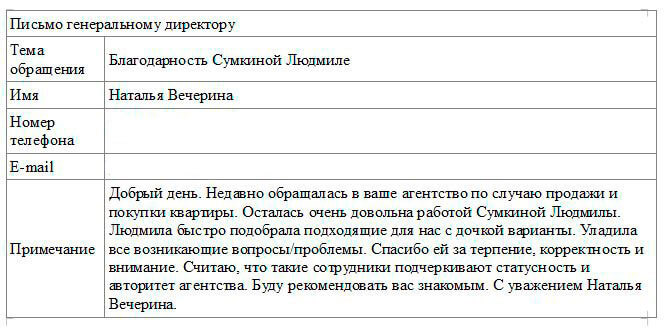 Письмо генеральному директору
Тема
обращения
Благодарность Сумкиной Людмиле
Имя
Наталья Вечерина
Номер
телефона
E-mail
Примечание
Добрый день. Недавно обращалась в ваше агентство по случаю продажи и
покупки квартиры. Осталась очень довольна работой Сумкиной Людмилы.
Людмила быстро подобрала подходящие для нас с дочкой варианты. Уладила
все возникающие вопросы/проблемы. Спасибо ей за терпение, корректность и
внимание. Считаю, что такие сотрудники подчеркивают статусность и
авторитет агентства. Буду рекомендовать вас знакомым. С уважением Наталья
Вечерина.